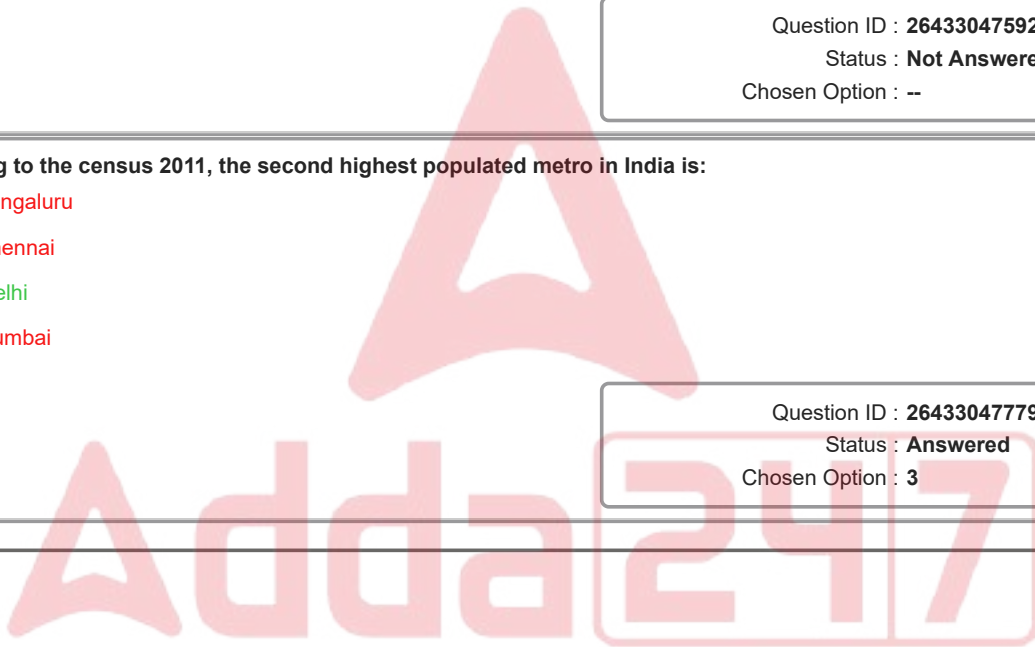 Question ID : 26433047592
Status : Not Answere
Chosen Option : --
g to the census 2011, the second highest populated metro in India is:
ngaluru
ennai
elhi
umbai
Question ID : 26433047779
Status : Answered
Chosen Option : 3
Adda247